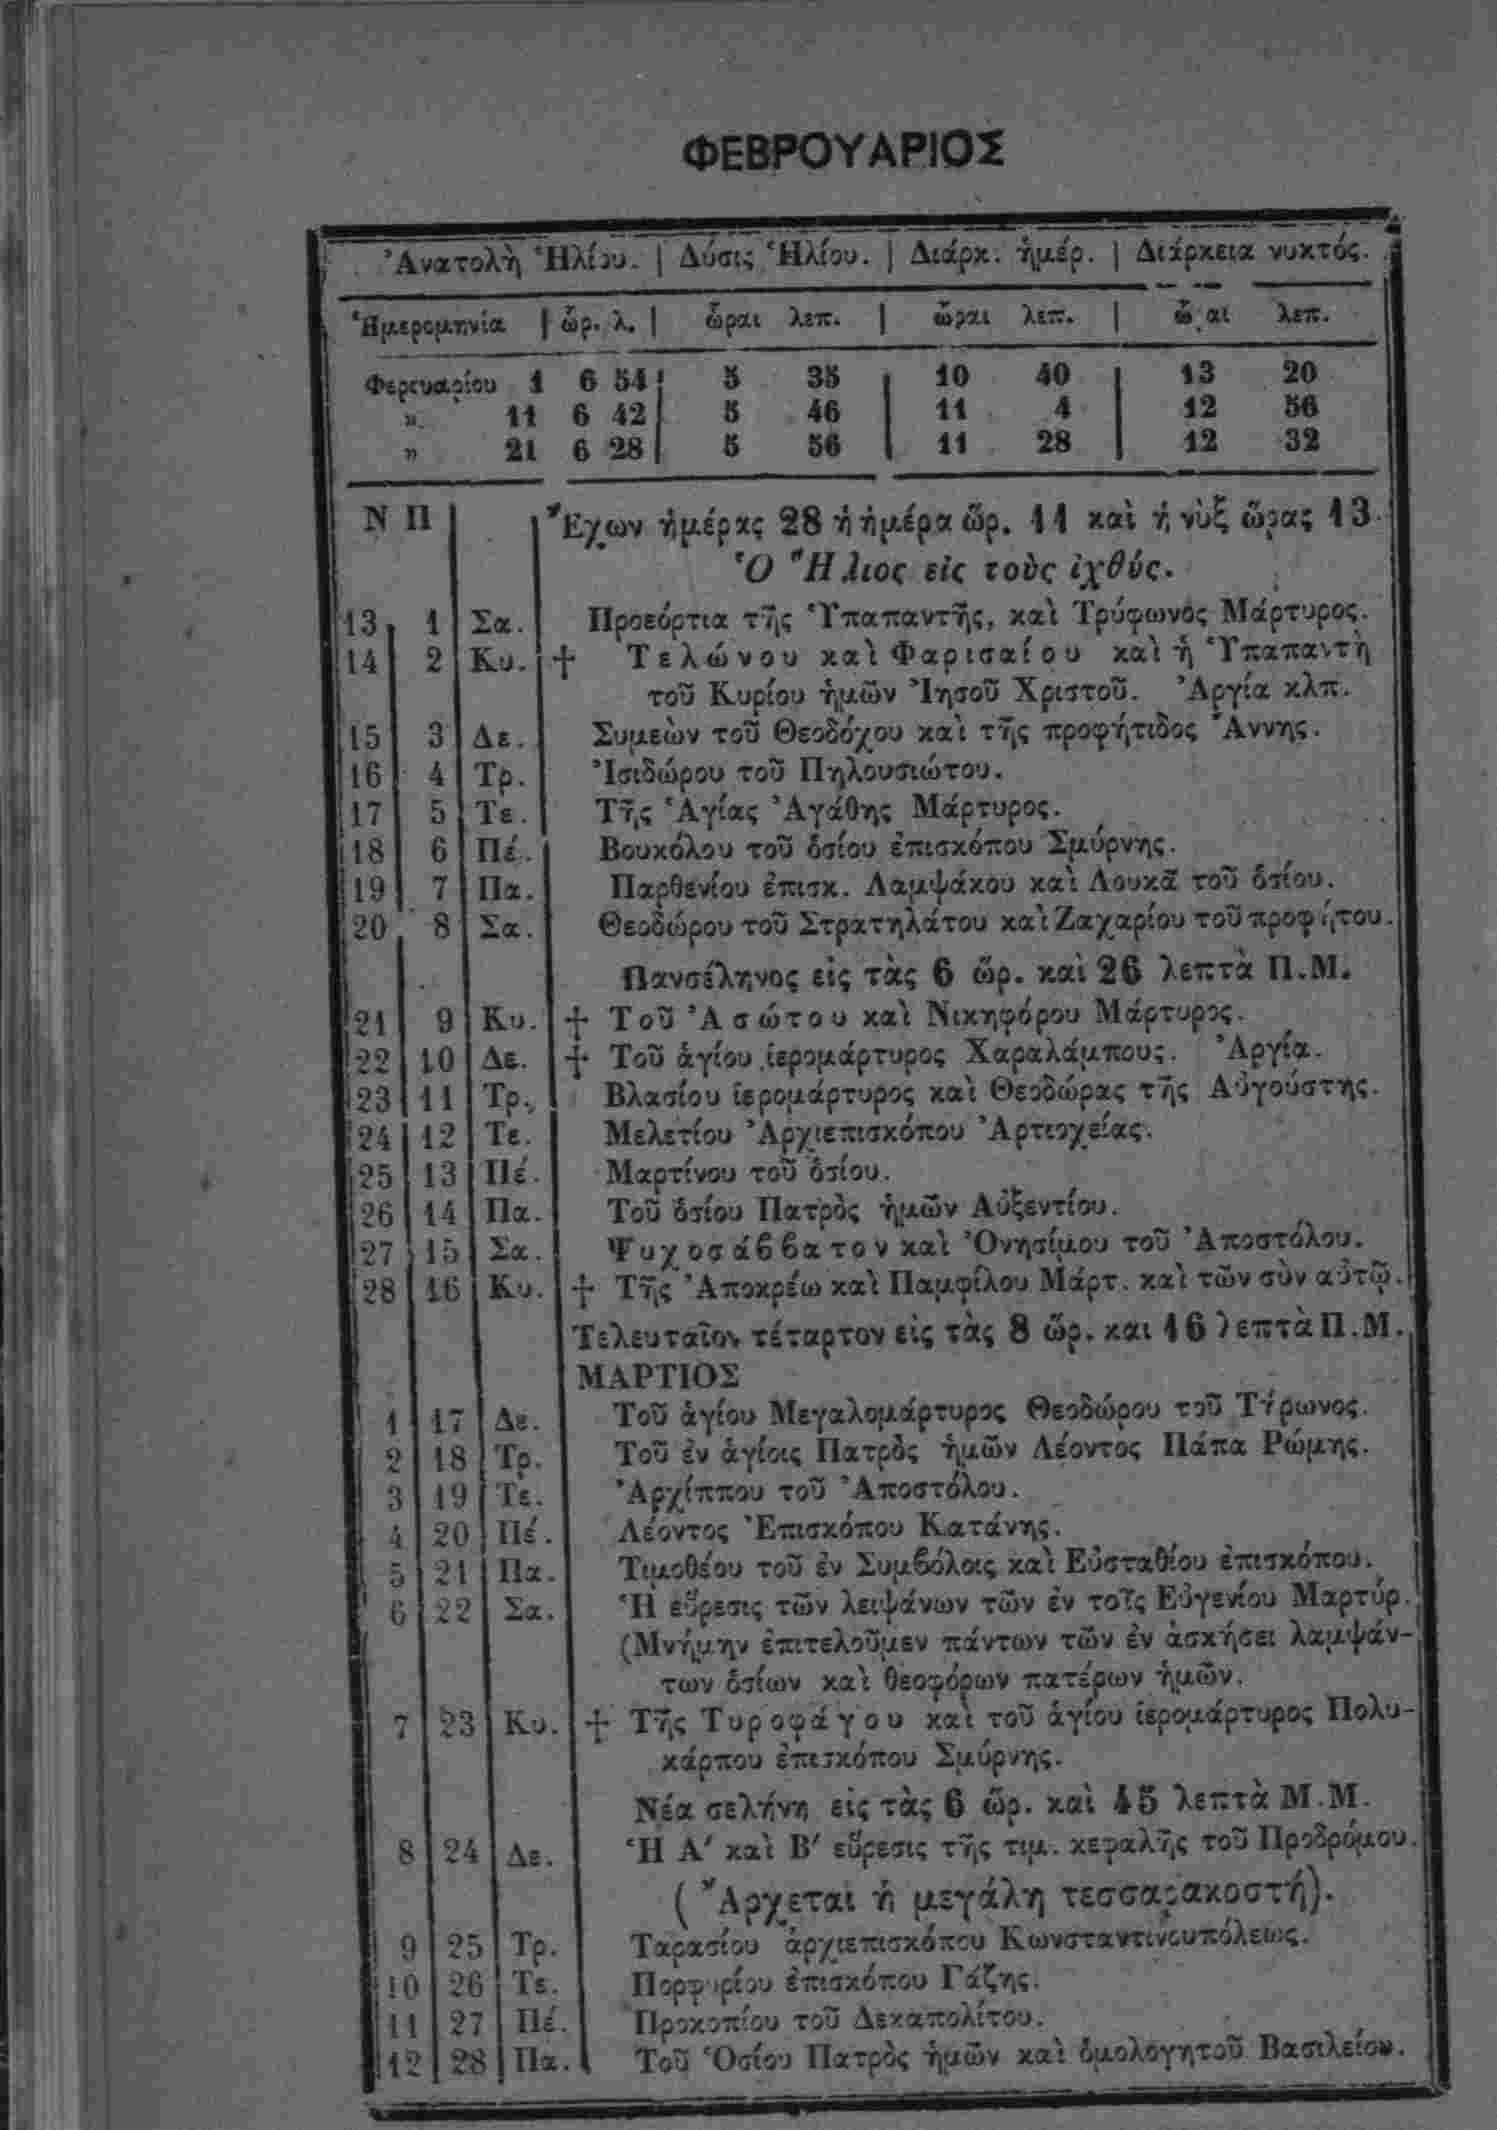 ΦΕΒΡΟΥΑΡΙΟΣ
Ἀνατολὴ Ἡλίου. | Δύσις Ἡλίου. | Διάρκ. ἡμέρ. | Διάρκεια νυκτός.
Ἡμερομηνία | ὧρ. λ. | ὧραι λεπ. | ὧραι λεπ. | ὧ αι λεπ.
1 6 54 | 5 35 | 10 40 | 13 20
» 11 6 42 | 5 46 | 11 4 | 12 56
» 21 6 28 | 5 56 | 11 28 | 12 32
Ν Π | Ἔχων ἡμέρας 28 ἡ ἡμέρα ὥρ. 11 καὶ ἡ νὺξ ὥρας 13
Ὁ Ἥλιος εἰς τοὺς ἰχθύς.
13 1 Σα. Προεόρτια τῆς Ὑπαπαντῆς, καὶ Τρύφωνος Μάρτυρος.
14 2 Κυ. ☩ Τελώνου καὶ Φαρισαίου καὶ ἡ Ὑπαπαντὴ
τοῦ Κυρίου ἡμῶν Ἰησοῦ Χριστοῦ. Ἀργία κλπ.
15 3 Δε. Συμεὼν τοῦ Θεοδόχου καὶ τῆς προφήτιδος Ἄννης.
16 4 Τρ. Ἰσιδώρου τοῦ Πηλουσιώτου.
17 5 Τε. Τῆς Ἁγίας Ἀγάθης Μάρτυρος.
18 6 Πέ. Βουκόλου τοῦ ὁσίου ἐπισκόπου Σμύρνης.
19 7 Πα. Παρθενίου ἐπισκ. Λαμψάκου καὶ Λουκᾶ τοῦ ὁσίου.
20 8 Σα. Θεοδώρου τοῦ Στρατηλάτου καὶ Ζαχαρίου τοῦ προφήτου.
Πανσέληνος εἰς τὰς 6 ὥρ. καὶ 26 λεπτὰ Π.Μ.
21 9 Κυ. ☩ Τοῦ Ἀσώτου καὶ Νικηφόρου Μάρτυρος.
22 10 Δε. ☩ Τοῦ ἁγίου ἱερομάρτυρος Χαραλάμπους. Ἀργία.
23 11 Τρ. Βλασίου ἱερομάρτυρος καὶ Θεοδώρας τῆς Αὐγούστης.
24 12 Τε. Μελετίου Ἀρχιεπισκόπου Ἀρτιοχείας.
25 13 Πέ. Μαρτίνου τοῦ ὁσίου.
26 14 Πα. Τοῦ ὁσίου Πατρὸς ἡμῶν Αὐξεντίου.
27 15 Σα. Ψυχοσάββατον καὶ Ὀνησίμου τοῦ Ἀποστόλου.
28 16 Κυ. ☩ Τῆς Ἀποκρέω καὶ Παμφίλου Μάρτ. καὶ τῶν σὺν αὐτῷ.
Τελευταῖον τέταρτον εἰς τὰς 8 ὥρ. και 16 λεπτὰ Π.Μ.
ΜΑΡΤΙΟΣ
1 17 Δε. Τοῦ ἁγίου Μεγαλομάρτυρος Θεοδώρου τοῦ Τήρωνος.
2 18 Τρ. Τοῦ ἐν ἁγίοις Πατρὸς ἡμῶν Λέοντος Πάπα Ρώμης.
3 19 Τε. Ἀρχίππου τοῦ Ἀποστόλου.
4 20 Πέ. Λέοντος Ἐπισκόπου Κατάνης.
5 21 Πα. Τιμοθέου τοῦ ἐν Συμβόλοις καὶ Εὐσταθίου ἐπισκόπου.
6 22 Σα. Ἡ εὕρεσις τῶν λειψάνων τῶν ἐν τοῖς Εὐγενίου Μαρτύρ.
(Μνήμην ἐπιτελοῦμεν πάντων τῶν ἐν ἀσκήσει λαμψάν-
των ὁσίων καὶ θεοφόρων πατέρων ἡμῶν.
7 23 Κυ. ☩ Τῆς Τυροφάγου καὶ τοῦ ἁγίου ἱερομάρτυρος Πολυ-
κάρπου ἐπισκόπου Σμύρνης.
Νέα σελήνη εἰς τὰς 6 ὥρ. καὶ 45 λεπτὰ Μ.Μ.
8 24 Δε. Ἡ Α' καὶ Β' εὕρεσις τῆς τιμ. κεφαλῆς τοῦ Προδρόμου.
(Ἄρχεται ἡ μεγάλη τεσσαρακοστή).
9 25 Τρ. Ταρασίου ἀρχιεπισκόπου Κωνσταντινουπόλεως.
10 26 Τε. Πορφυρίου ἐπισκόπου Γάζης.
11 27 Πέ. Προκοπίου τοῦ Δεκαπολίτου.
12 28 Πα. Τοῦ Ὁσίου Πατρὸς ἡμῶν καὶ ὁμολογητοῦ Βασιλείου.